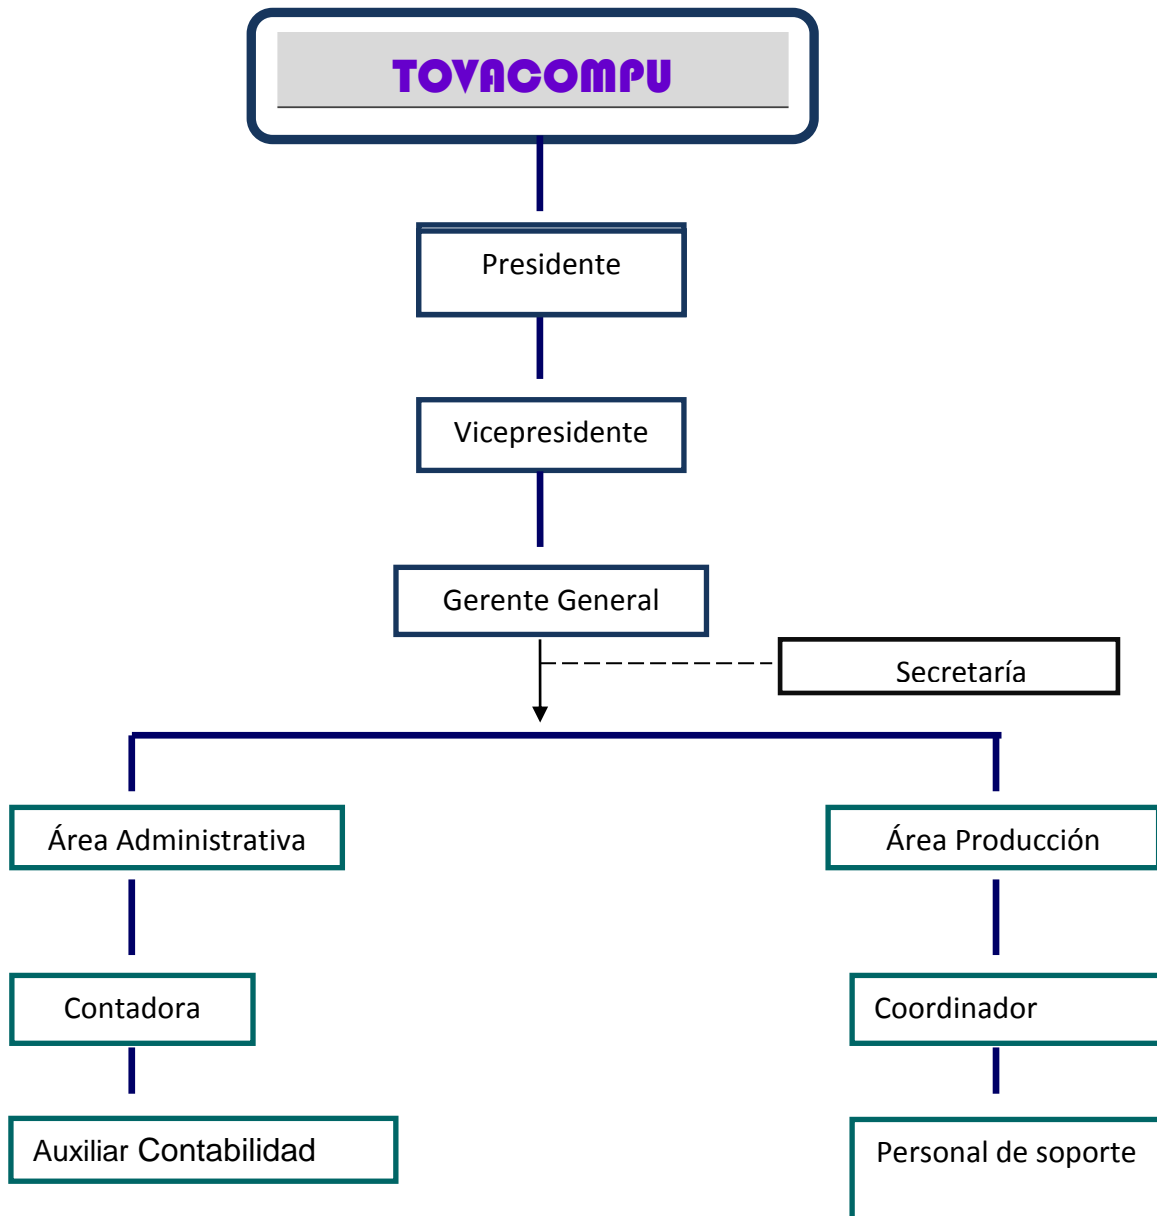 TOVACOMPU
Presidente
Vicepresidente
Gerente General
Secretaría
Área Administrativa
Área Producción
Contadora
Coordinador
Auxiliar Contabilidad
Personal de soporte